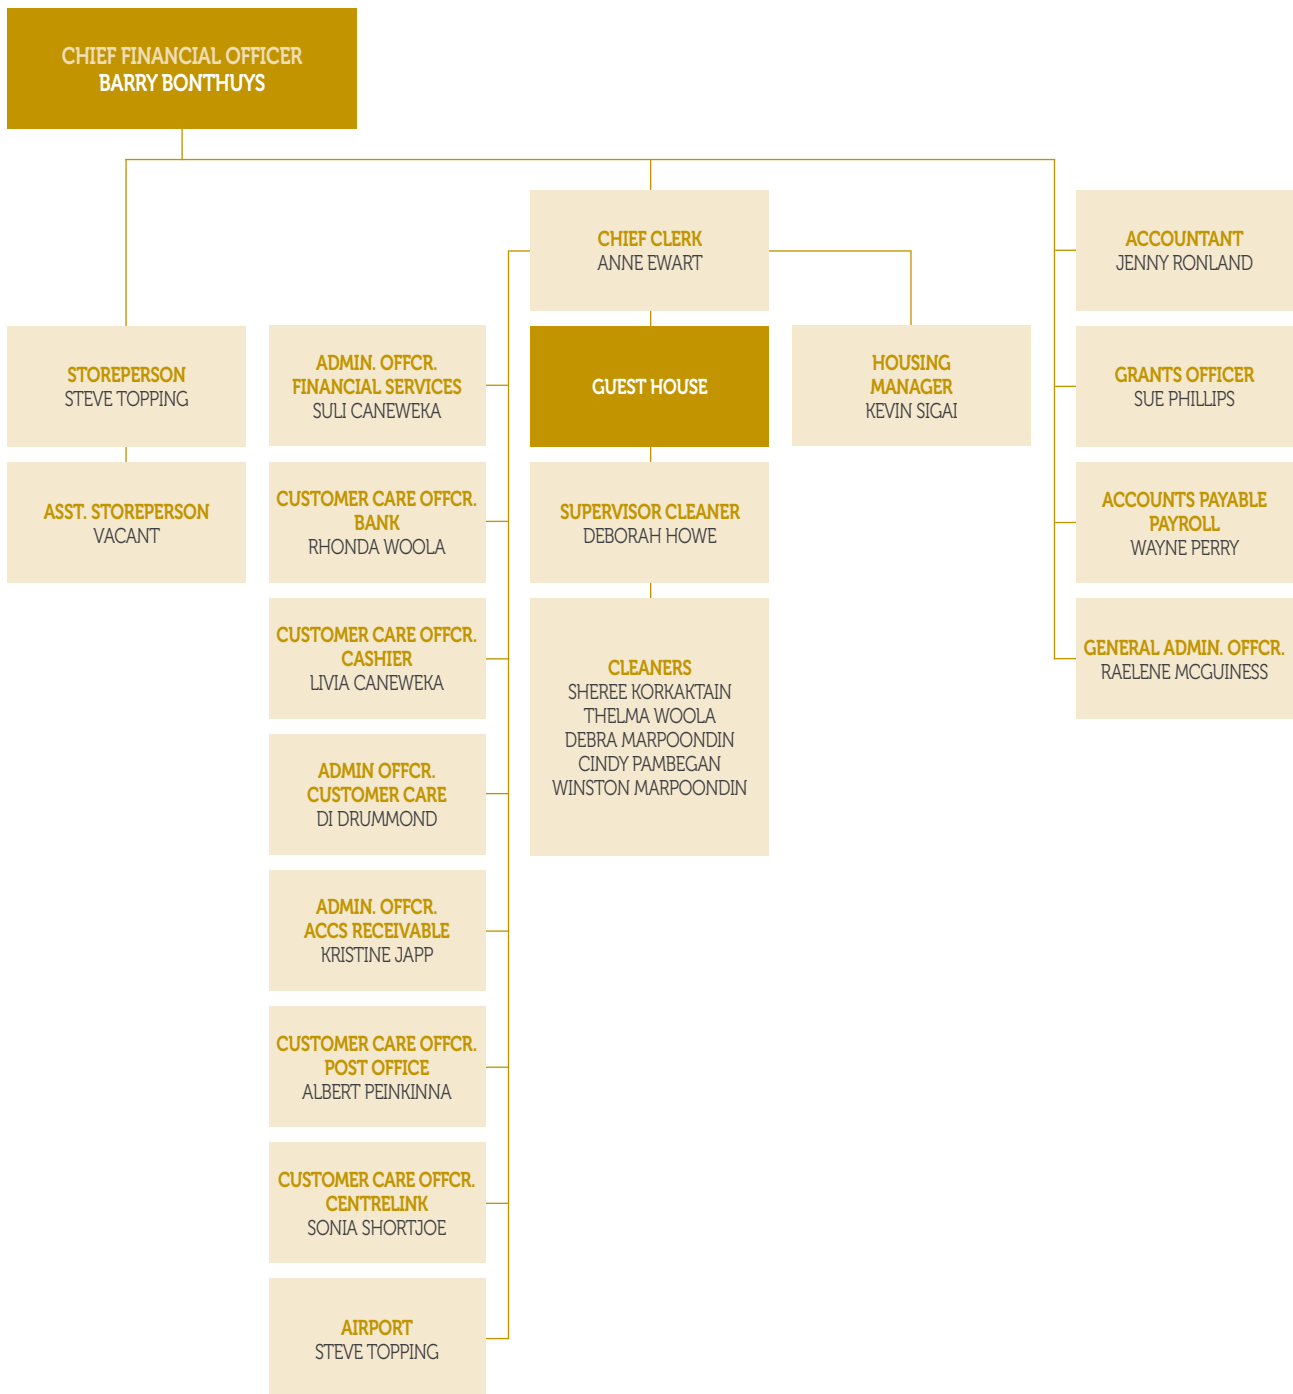 CHIEF FINANCIAL OFFICER
BARRY BONTHUYS
CHIEF CLERK
ANNE EWART
ACCOUNTANT
JENNY RONLAND
STOREPERSON
STEVE TOPPING
ADMIN. OFFCR.
FINANCIAL SERVICES
SULI CANEWEKA
GUEST HOUSE
HOUSING
MANAGER
KEVIN SIGAI
GRANTS OFFICER
SUE PHILLIPS
ASST. STOREPERSON
VACANT
CUSTOMER CARE OFFCR.
BANK
RHONDA WOOLA
SUPERVISOR CLEANER
DEBORAH HOWE
ACCOUNTS PAYABLE
PAYROLL
WAYNE PERRY
CUSTOMER CARE OFFCR.
CASHIER
LIVIA CANEWEKA
CLEANERS
SHEREE KORKAKTAIN
THELMA WOOLA
DEBRA MARPOONDIN
CINDY PAMBEGAN
WINSTON MARPOONDIN
GENERAL ADMIN. OFFCR.
RAELENE MCGUINESS
ADMIN OFFCR.
CUSTOMER CARE
DI DRUMMOND
ADMIN. OFFCR.
ACCS RECEIVABLE
KRISTINE JAPP
CUSTOMER CARE OFFCR.
POST OFFICE
ALBERT PEINKINNA
CUSTOMER CARE OFFCR.
CENTRELINK
SONIA SHORTJOE
AIRPORT
STEVE TOPPING